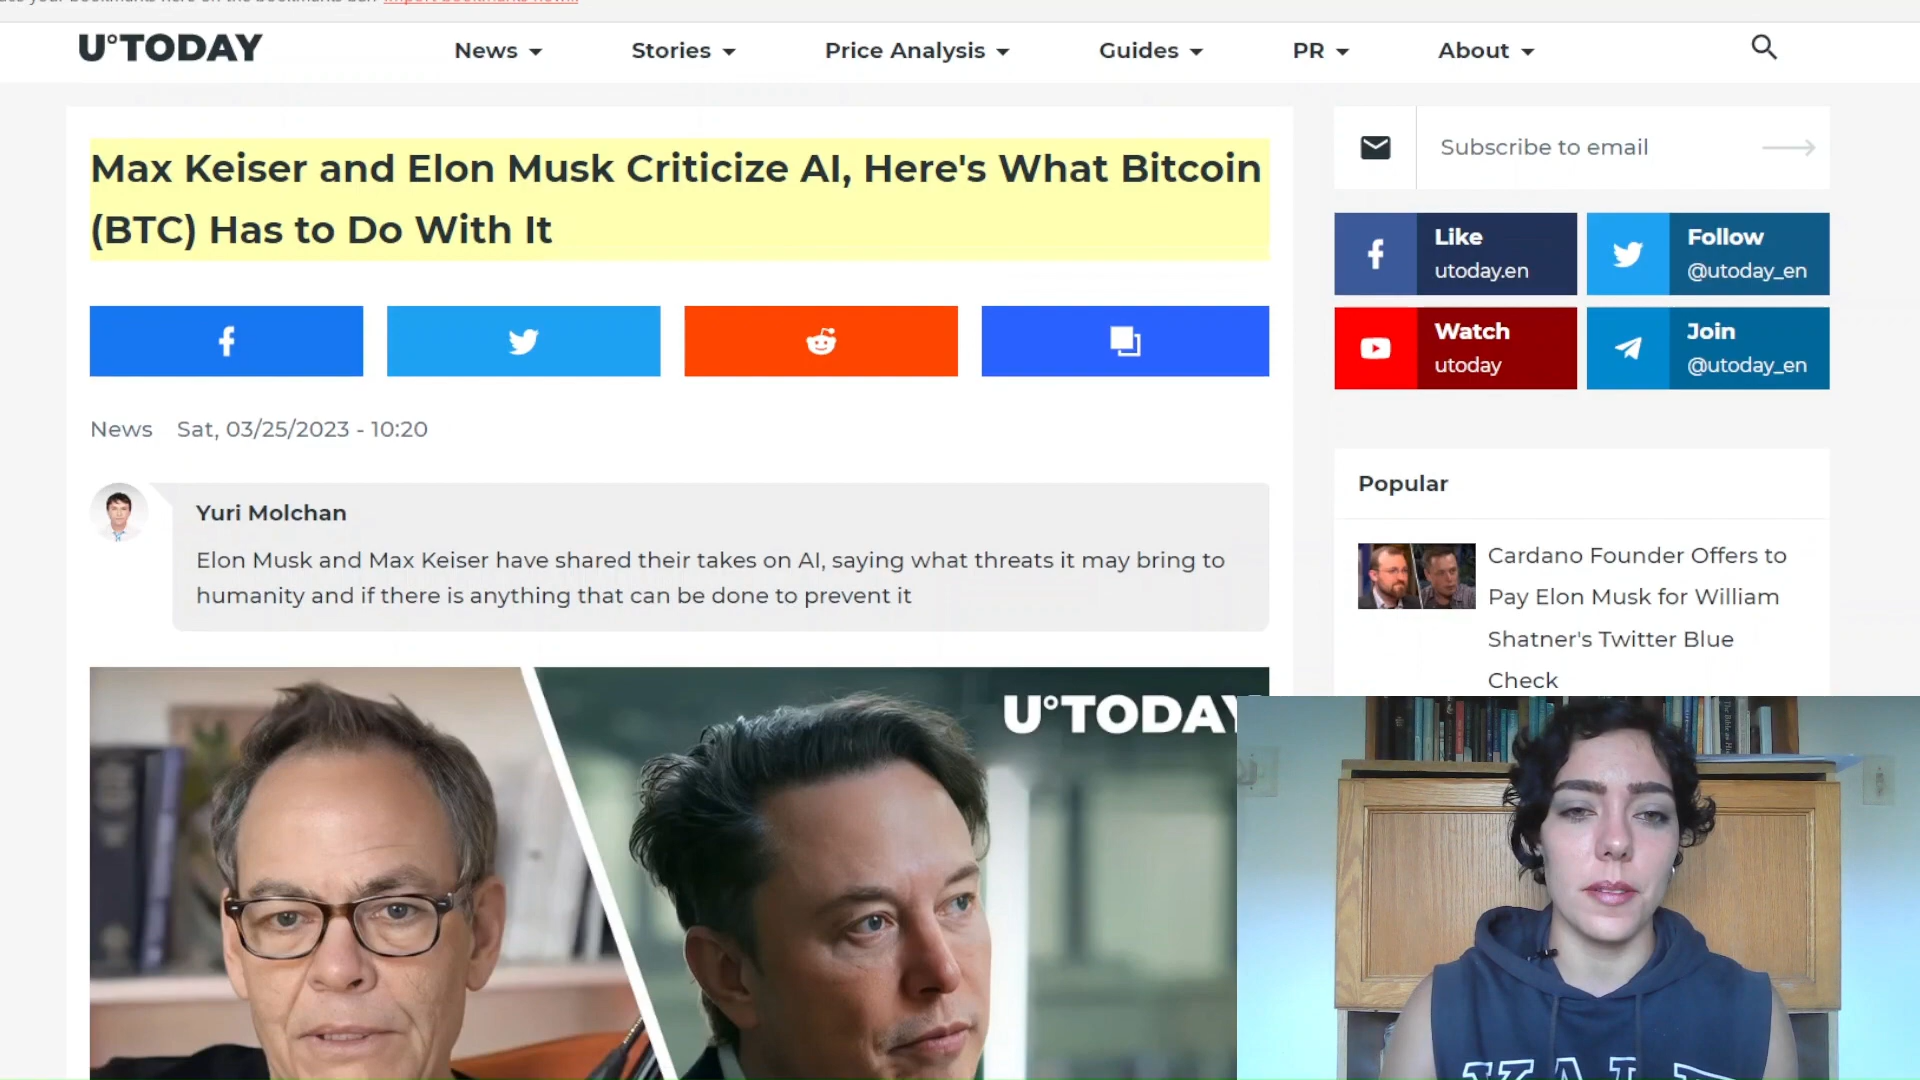 import bookmarks now...
U°TODAY
News
Stories
Price Analysis
Guides
PR
About
Max Keiser and Elon Musk Criticize AI, Here's What Bitcoin
(BTC) Has to Do With It
News Sat, 03/25/2023 - 10:20
Yuri Molchan
Elon Musk and Max Keiser have shared their takes on AI, saying what threats it may bring to
humanity and if there is anything that can be done to prevent it
U°TODAY
Subscribe to email
Like
utoday.en
Follow
@utoday_en
Watch
utoday
Join
@utoday_en
Popular
Cardano Founder Offers to
Pay Elon Musk for William
Shatner's Twitter Blue
Check